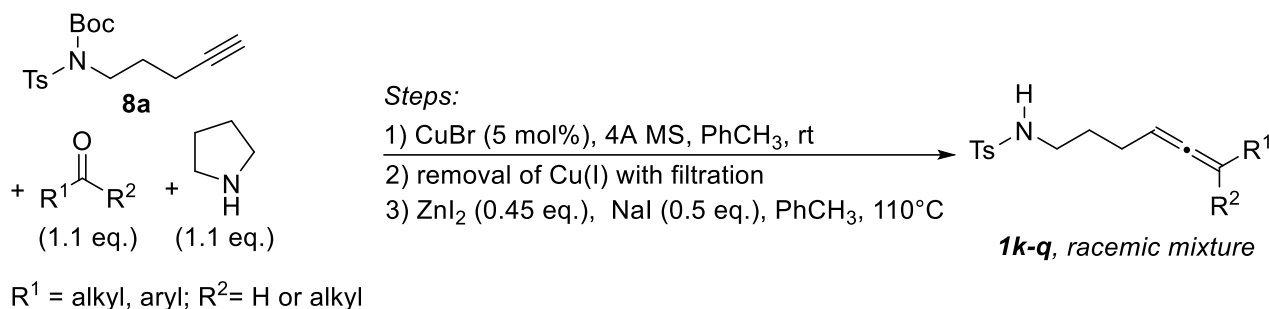 Boc
N
Ts
8a
+
O
R¹ R²
(1.1 eq.)
+
N
H
(1.1 eq.)
R¹ = alkyl, aryl; R²= H or alkyl
Steps:
1) CuBr (5 mol%), 4A MS, PhCH₃, rt
2) removal of Cu(I) with filtration
3) ZnI₂ (0.45 eq.), NaI (0.5 eq.), PhCH₃, 110°C
H
N
Ts
R¹
R²
1k-q, racemic mixture